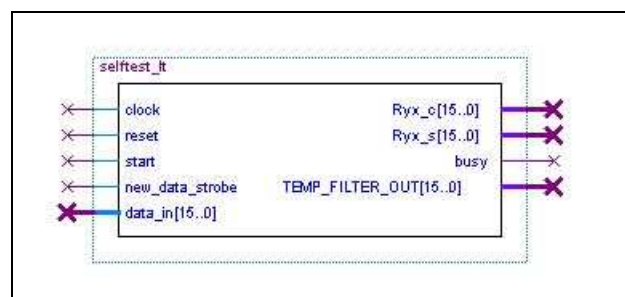 selftest_lt
clock Ryx_c[15..0]
reset Ryx_s[15..0]
start busy
new_data_strobe TEMP_FILTER_OUT[15..0]
data_in[15..0]